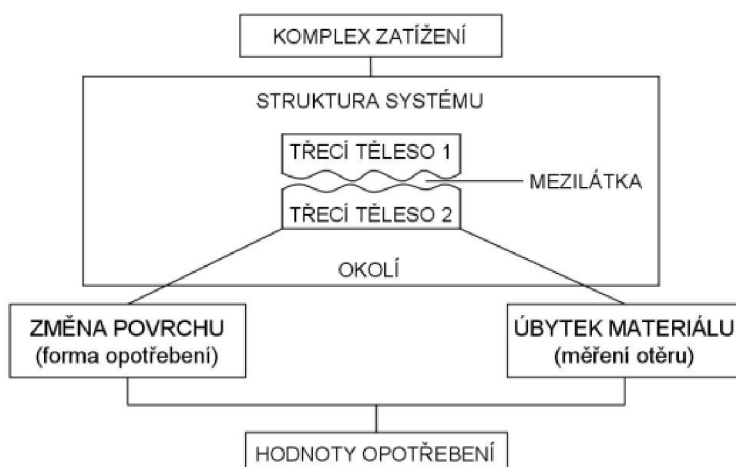 KOMPLEX ZATÍŽENÍ
STRUKTURA SYSTÉMU
TŘECÍ TĚLESO 1
MEZILÁTKA
TŘECÍ TĚLESO 2
OKOLÍ
ZMĚNA POVRCHU
(forma opotřebení)
ÚBYTEK MATERIÁLU
(měření otěru)
HODNOTY OPOTŘEBENÍ